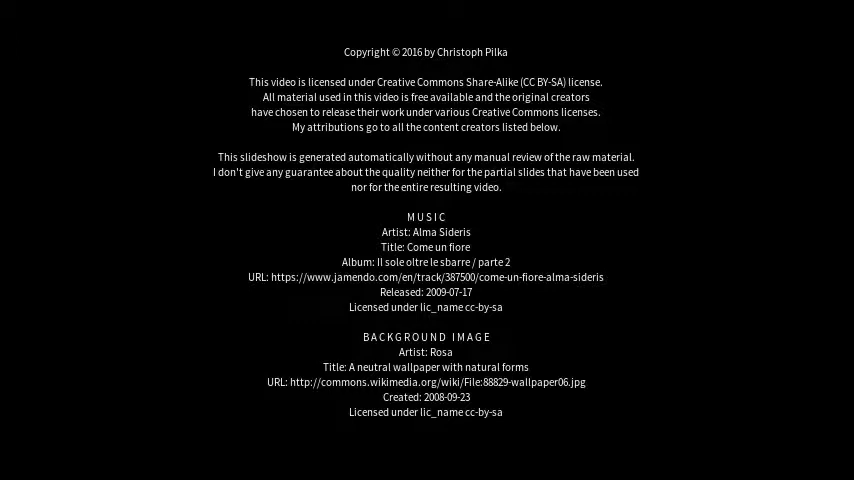 Copyright © 2016 by Christoph Pilka
This video is licensed under Creative Commons Share-Alike (CC BY-SA) license.
All material used in this video is free available and the original creators
have chosen to release their work under various Creative Commons licenses.
My attributions go to all the content creators listed below.
This slideshow is generated automatically without any manual review of the raw material.
I don't give any guarantee about the quality neither for the partial slides that have been used
nor for the entire resulting video.
MUSIC
Artist: Alma Sideris
Title: Come un fiore
Album: Il sole oltre le sbarre / parte 2
URL: https://www.jamendo.com/en/track/387500/come-un-fiore-alma-sideris
Released: 2009-07-17
Licensed under lic_name cc-by-sa
BACKGROUND IMAGE
Artist: Rosa
Title: A neutral wallpaper with natural forms
URL: http://commons.wikimedia.org/wiki/File:88829-wallpaper06.jpg
Created: 2008-09-23
Licensed under lic_name cc-by-sa